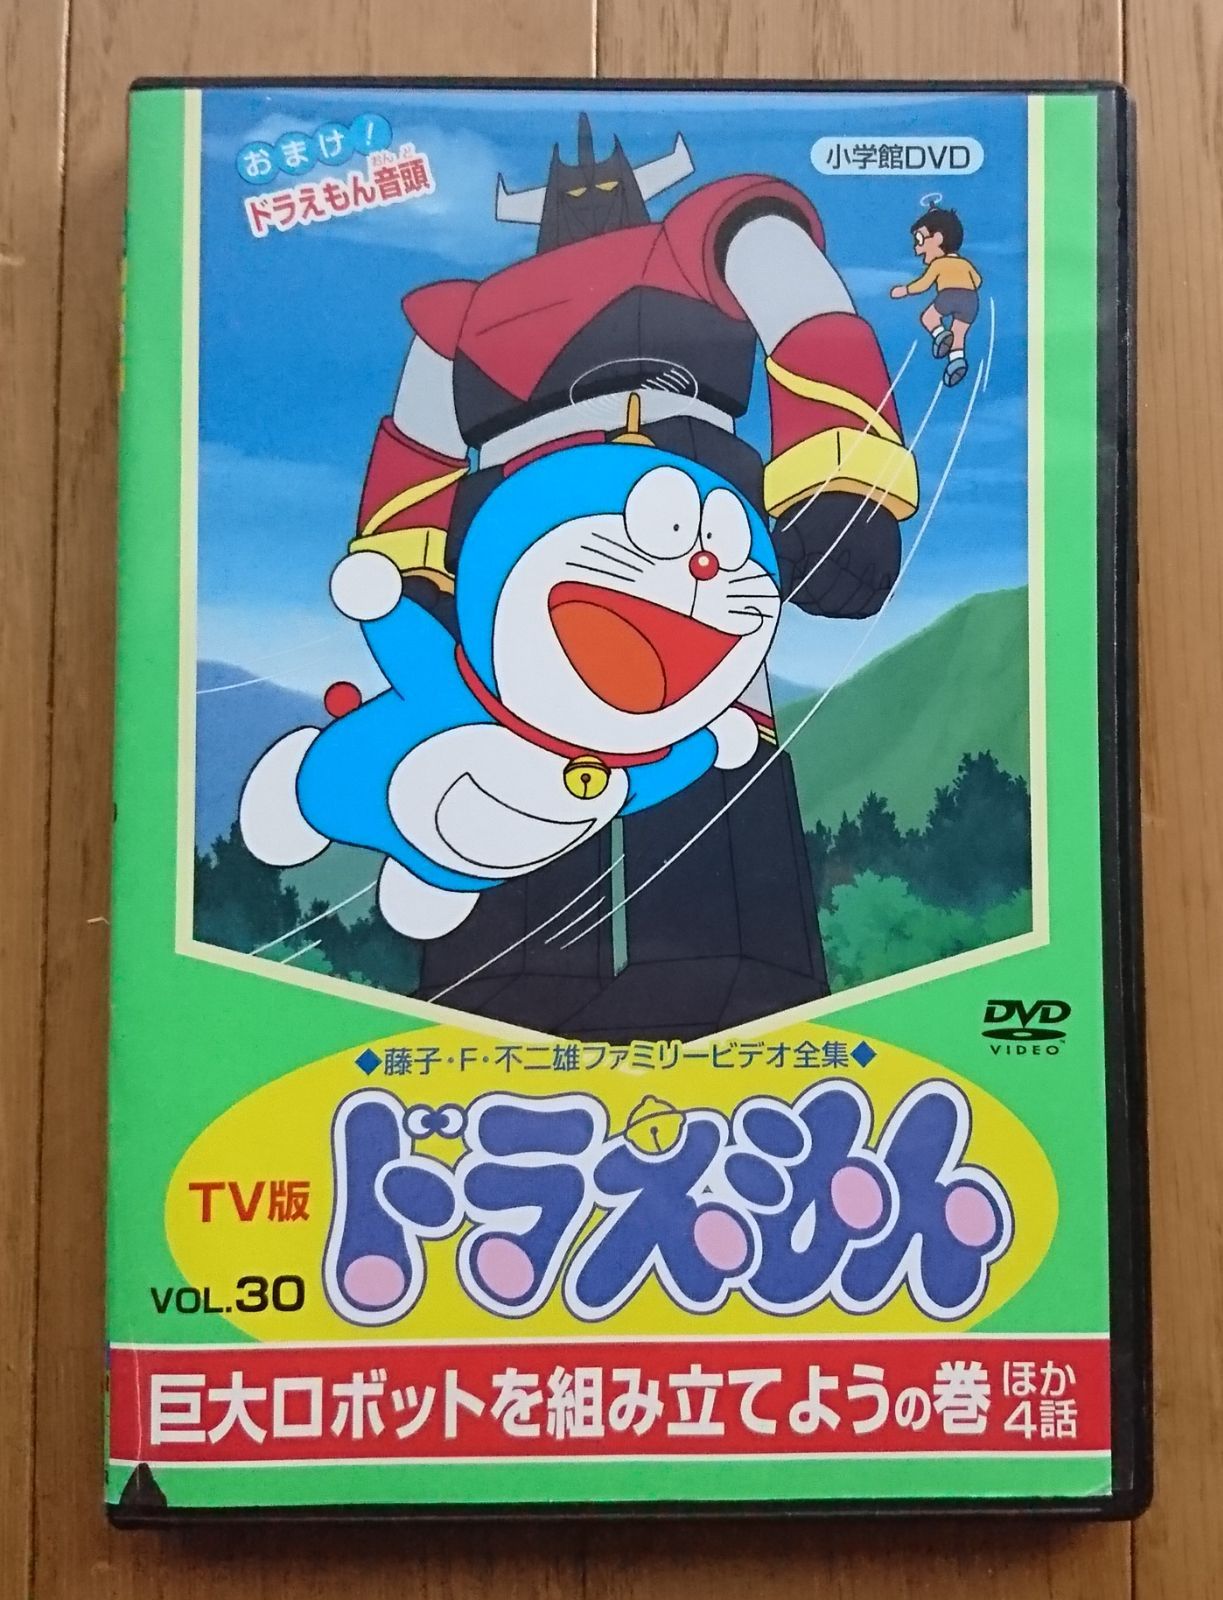 おまけ!
おんど
ドラえもん音頭
小学館DVD
DVD
VIDEO
◆藤子・F・不二雄ファミリービデオ全集◆
TV版
ドラえもん
VOL.30
巨大ロボットを組み立てようの巻
ほか
4話